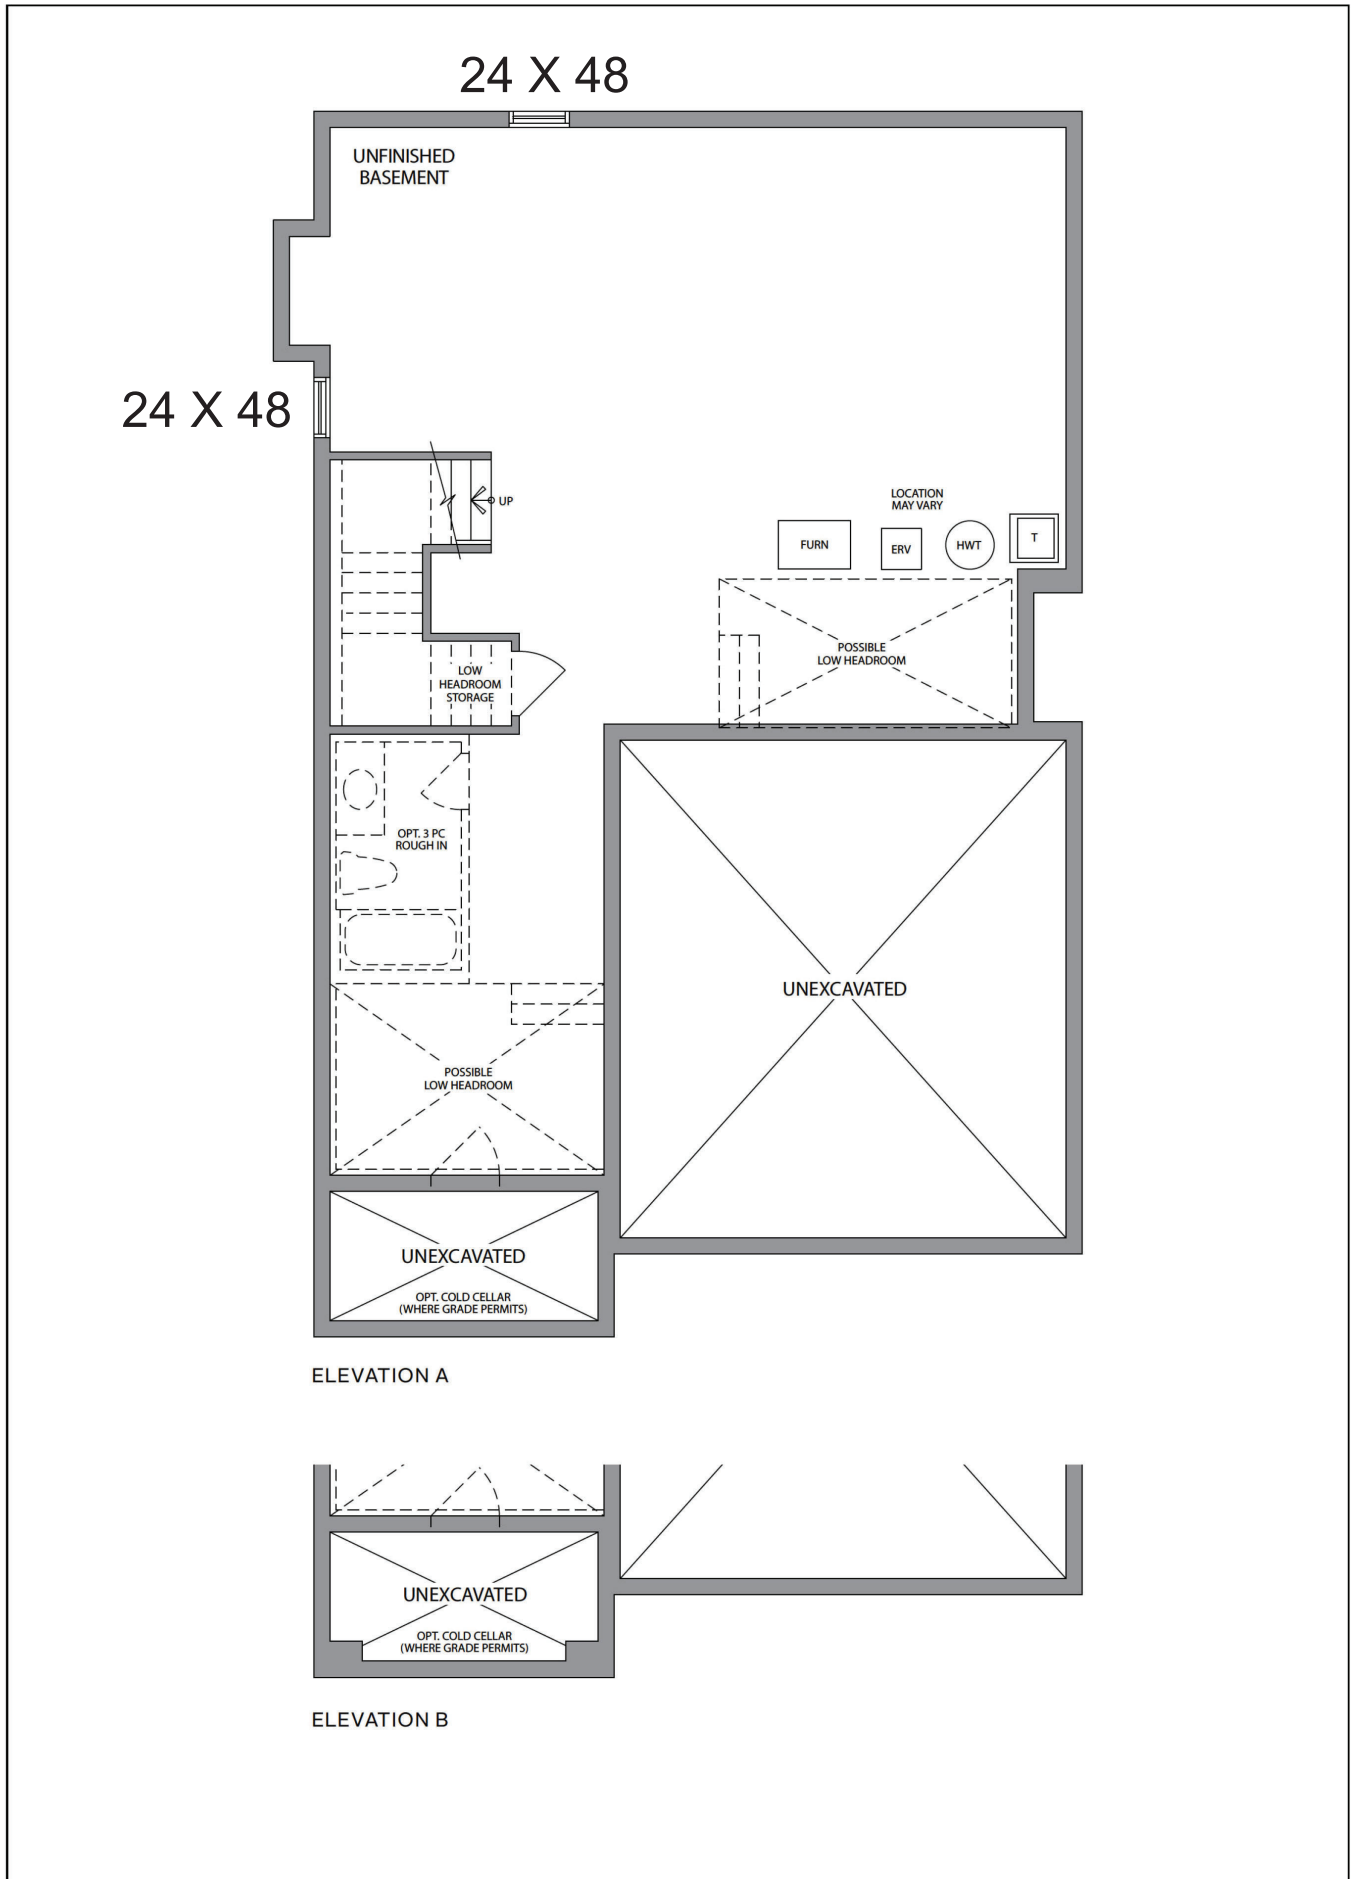 24 X 48
UNFINISHED
BASEMENT
24 X 48
UP
LOCATION
MAY VARY
FURN
ERV
HWT
T
POSSIBLE
LOW HEADROOM
LOW
HEADROOM
STORAGE
OPT. 3 PC
ROUGH IN
UNEXCAVATED
POSSIBLE
LOW HEADROOM
UNEXCAVATED
OPT. COLD CELLAR
(WHERE GRADE PERMITS)
ELEVATION A
UNEXCAVATED
OPT. COLD CELLAR
(WHERE GRADE PERMITS)
ELEVATION B